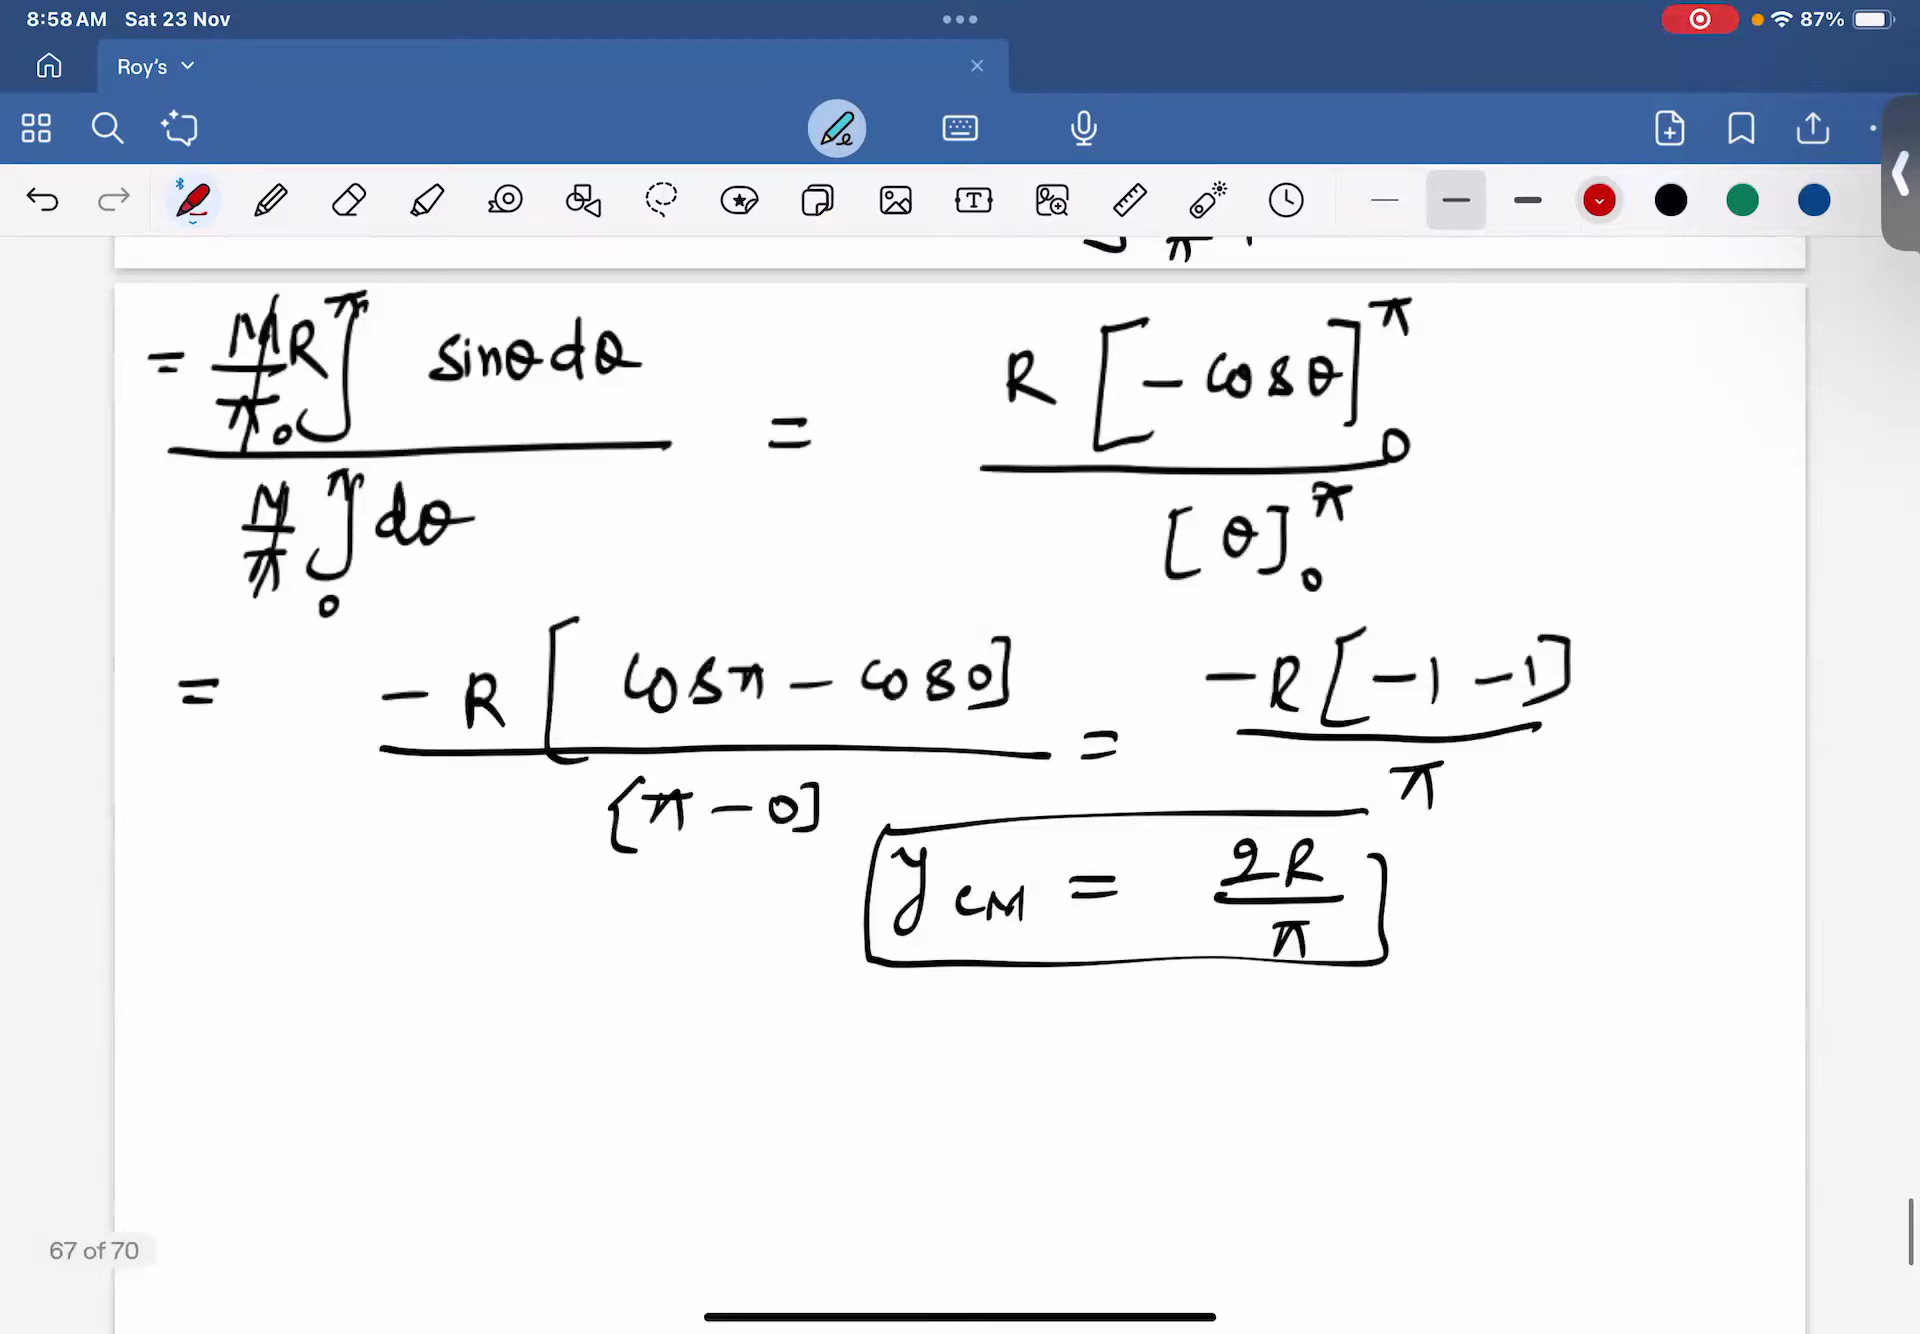 8:58 AM Sat 23 Nov
87%
Roy's
T
π
= M/π R ∫₀^π sinθ dθ / M/π ∫₀^π dθ = R [- cosθ]₀^π / [θ]₀^π
= - R [cosπ - cos0] / [π - 0] = - R [-1 - 1] / π
y CM = 2R / π
67 of 70